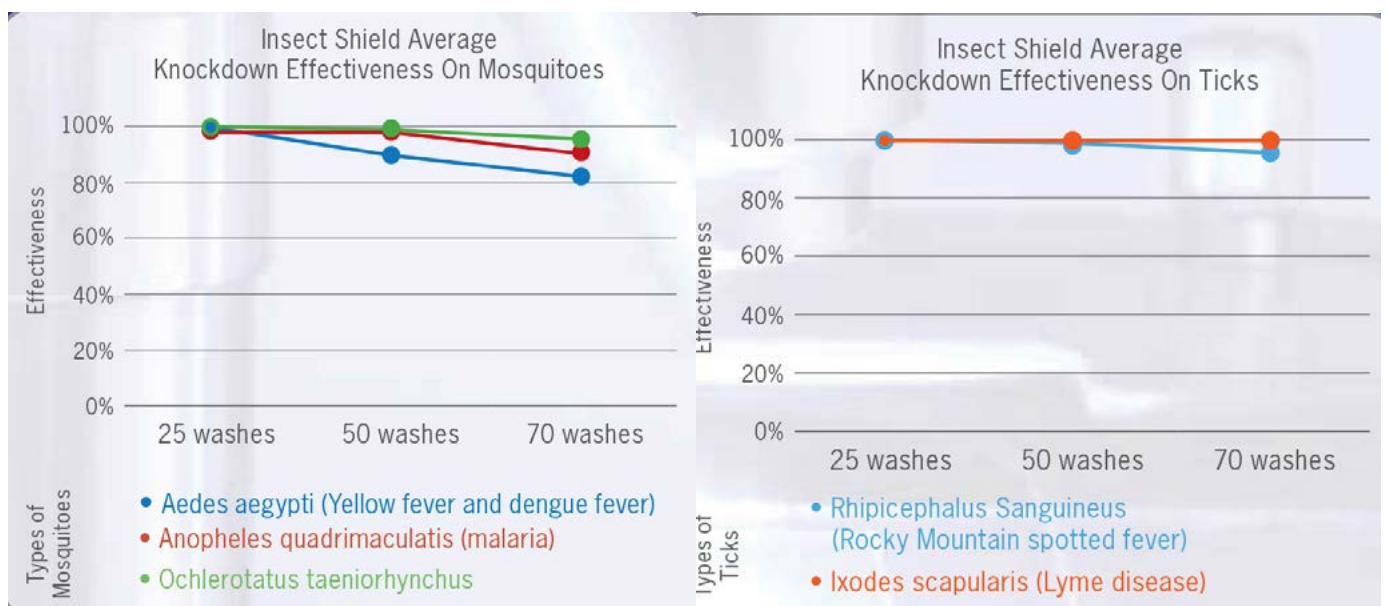 Insect Shield Average
Knockdown Effectiveness On Mosquitoes
Effectiveness
100%
80%
60%
40%
20%
0%
25 washes 50 washes 70 washes
Types of
Mosquitoes
• Aedes aegypti (Yellow fever and dengue fever)
• Anopheles quadrimaculatis (malaria)
• Ochlerotatus taeniorhynchus
Insect Shield Average
Knockdown Effectiveness On Ticks
Effectiveness
100%
80%
60%
40%
20%
0%
25 washes 50 washes 70 washes
Types of
Ticks
• Rhipicephalus Sanguineus
(Rocky Mountain spotted fever)
• Ixodes scapularis (Lyme disease)